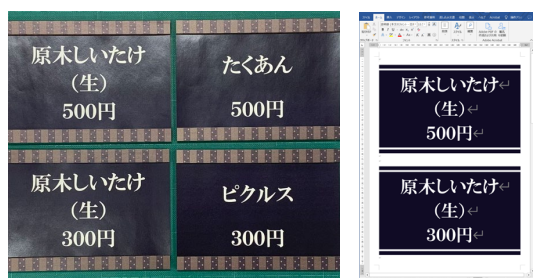 原木しいたけ
（生）
500円
たくあん
500円
原木しいたけ
（生）
300円
ピクルス
300円
原木しいたけ
（生）
500円
原木しいたけ
（生）
300円